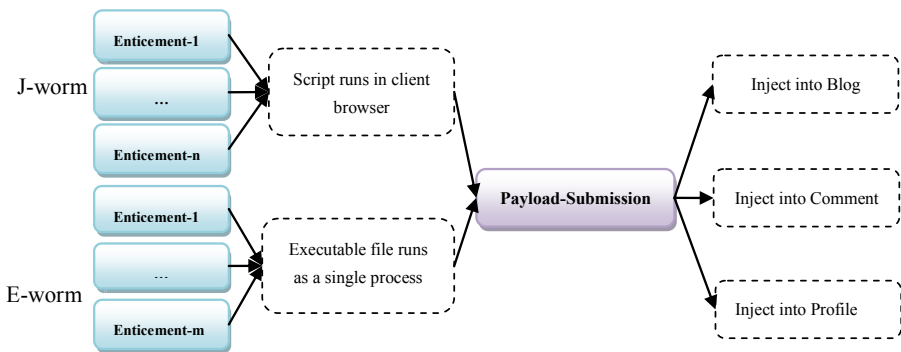 J-worm
Enticement-1
...
Enticement-n
Script runs in client
browser
E-worm
Enticement-1
...
Enticement-m
Executable file runs
as a single process
Payload-Submission
Inject into Blog
Inject into Comment
Inject into Profile